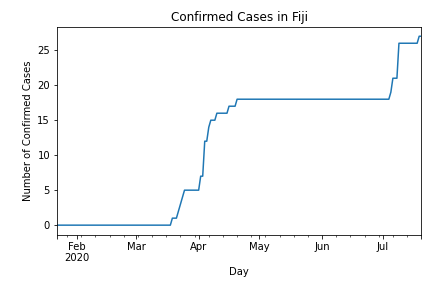 Confirmed Cases in Fiji
Number of Confirmed Cases
25
20
15
10
5
0
Feb
2020
Mar
Apr
May
Jun
Jul
Day